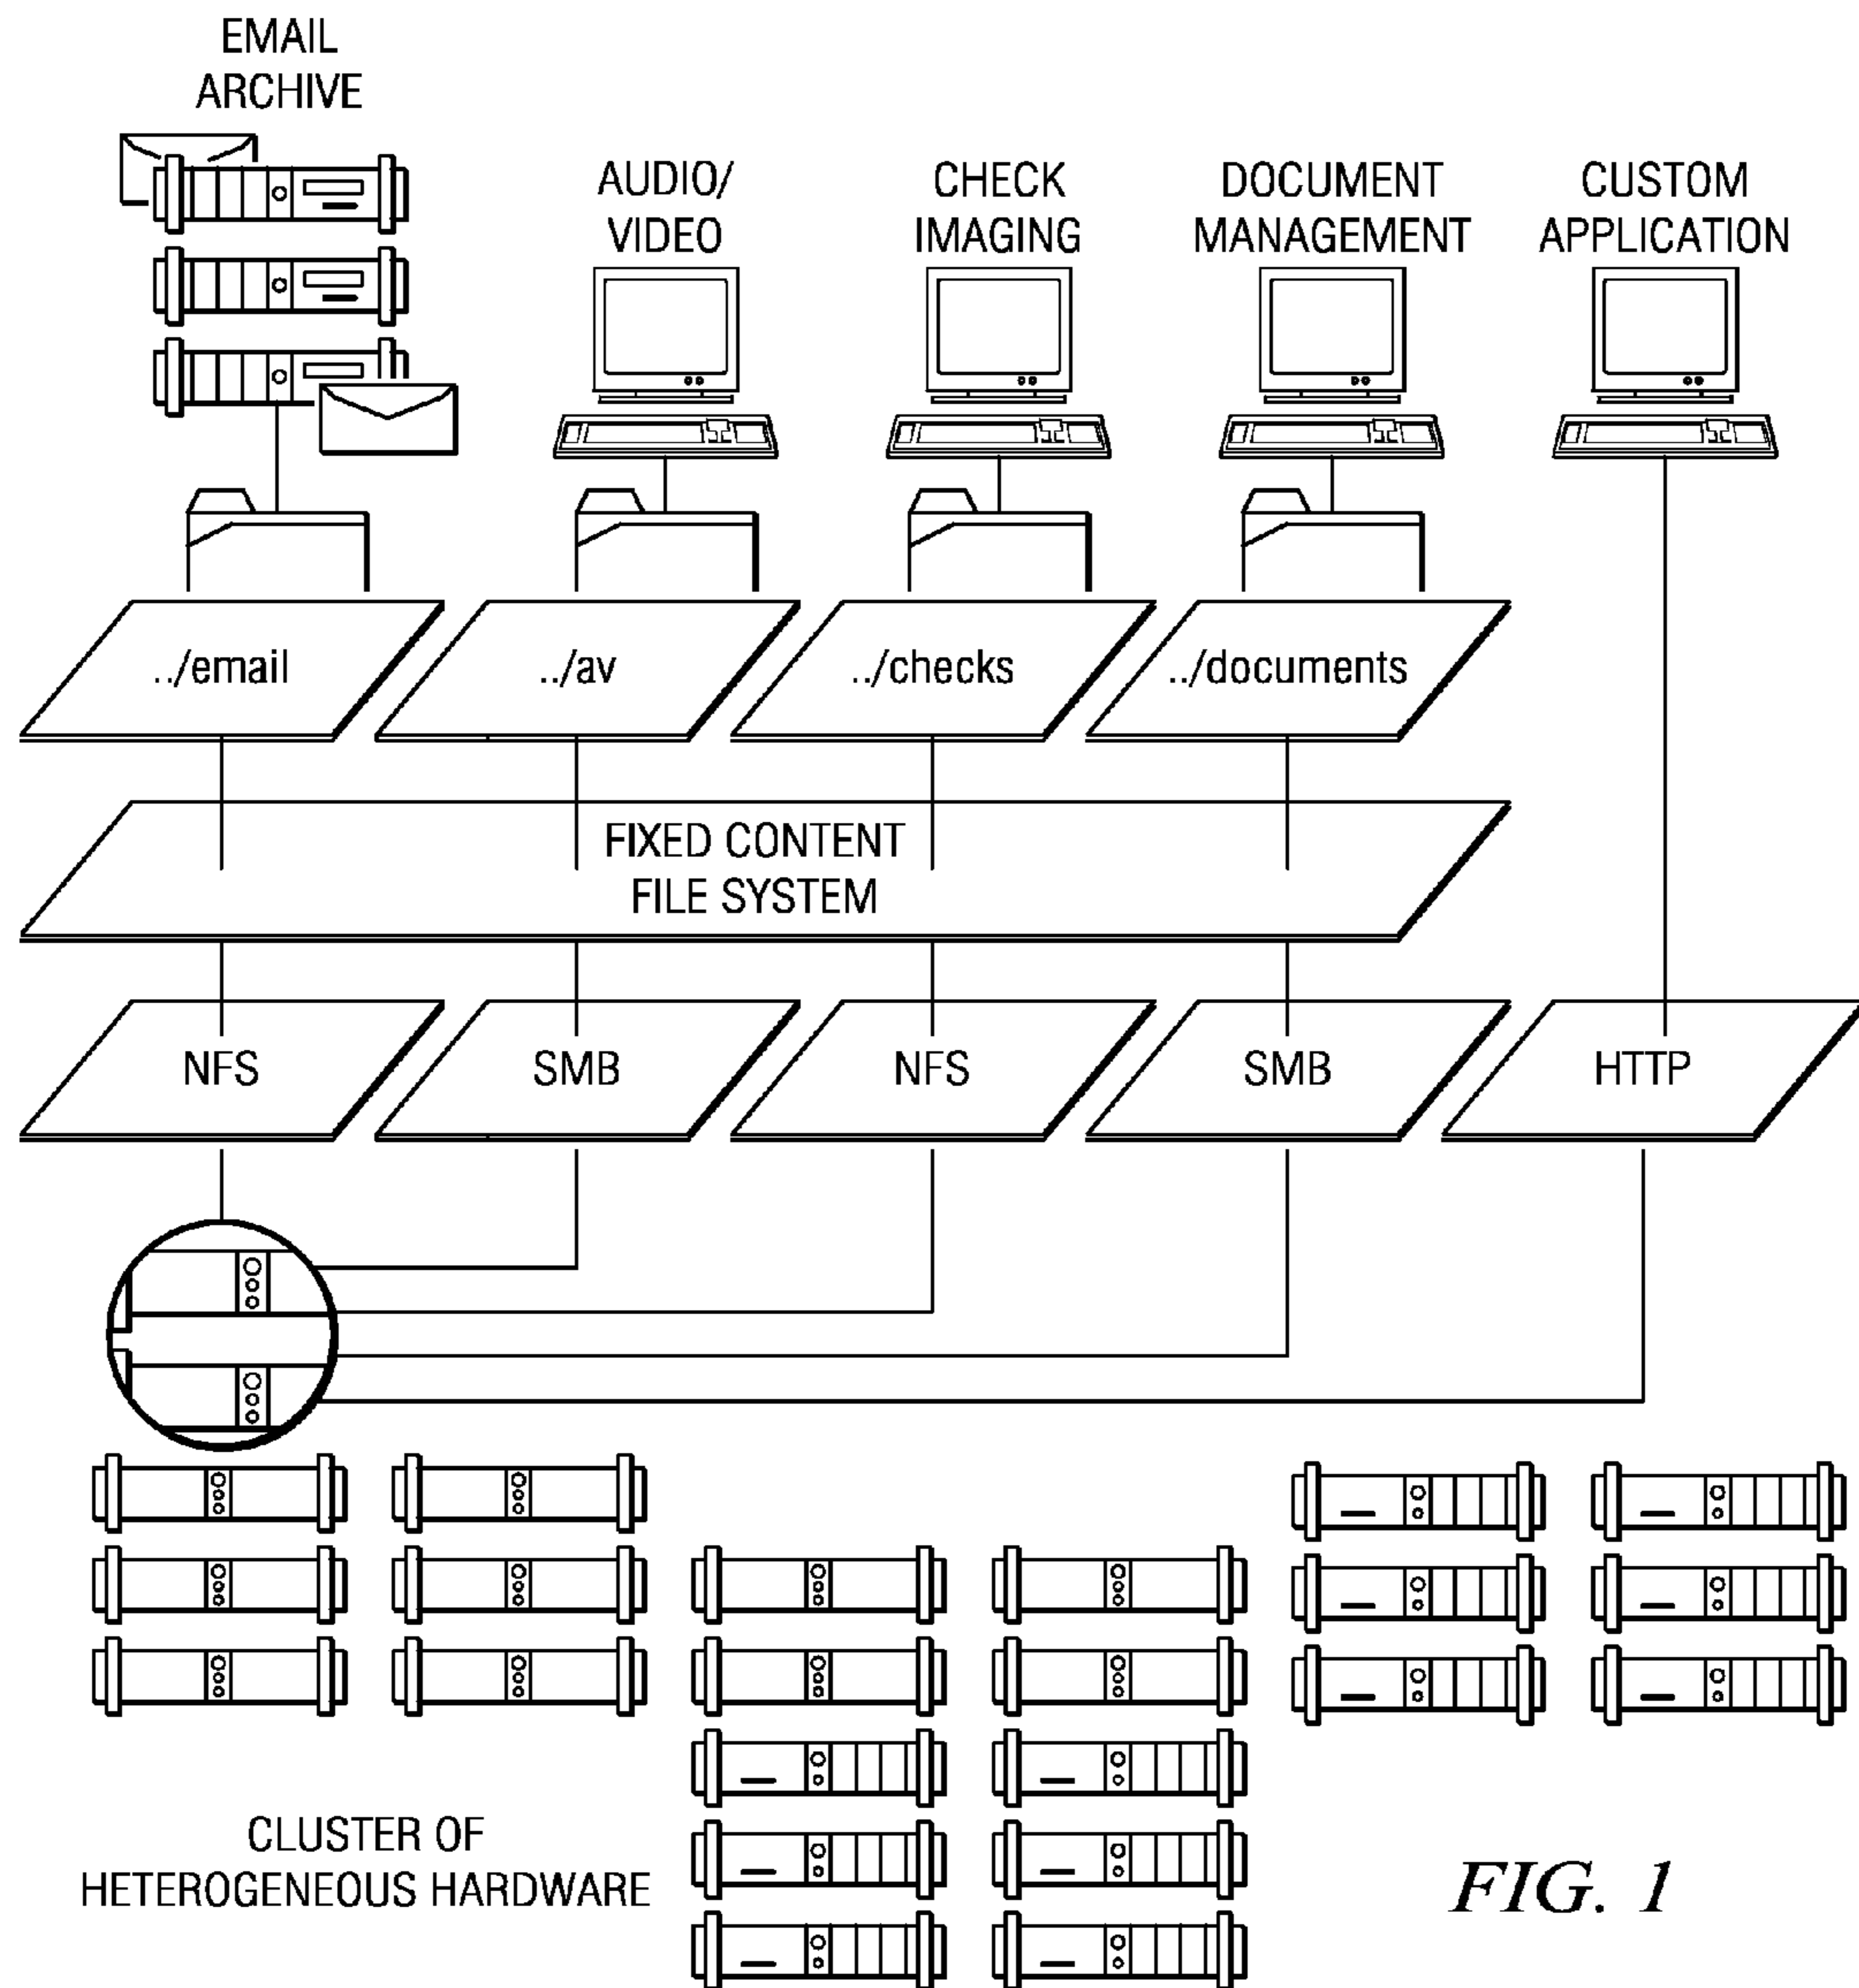 EMAIL
ARCHIVE
AUDIO/
VIDEO
CHECK
IMAGING
DOCUMENT
MANAGEMENT
CUSTOM
APPLICATION
../email
../av
../checks
../documents
FIXED CONTENT
FILE SYSTEM
NFS
SMB
NFS
SMB
HTTP
CLUSTER OF
HETEROGENEOUS HARDWARE
FIG. 1